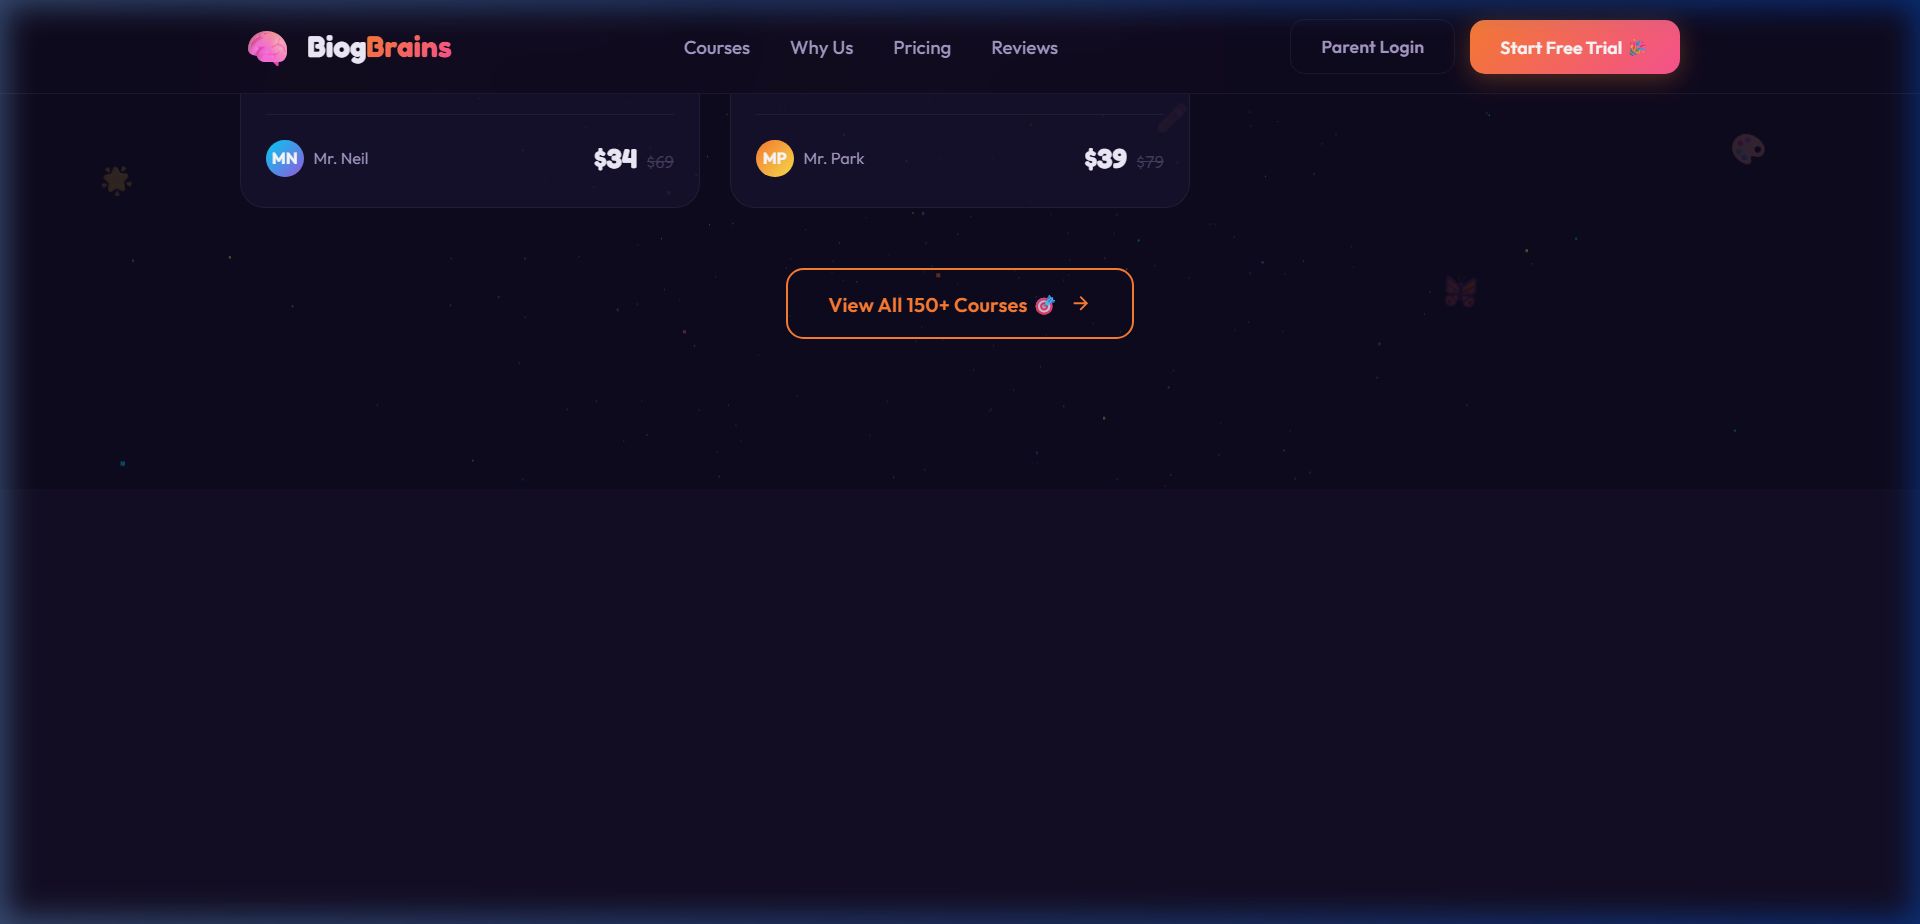 BiogBrains
Courses
Why Us
Pricing
Reviews
Parent Login
Start Free Trial 🎉
MN
Mr. Neil
$34
$69
MP
Mr. Park
$39
$79
View All 150+ Courses 🎯 →